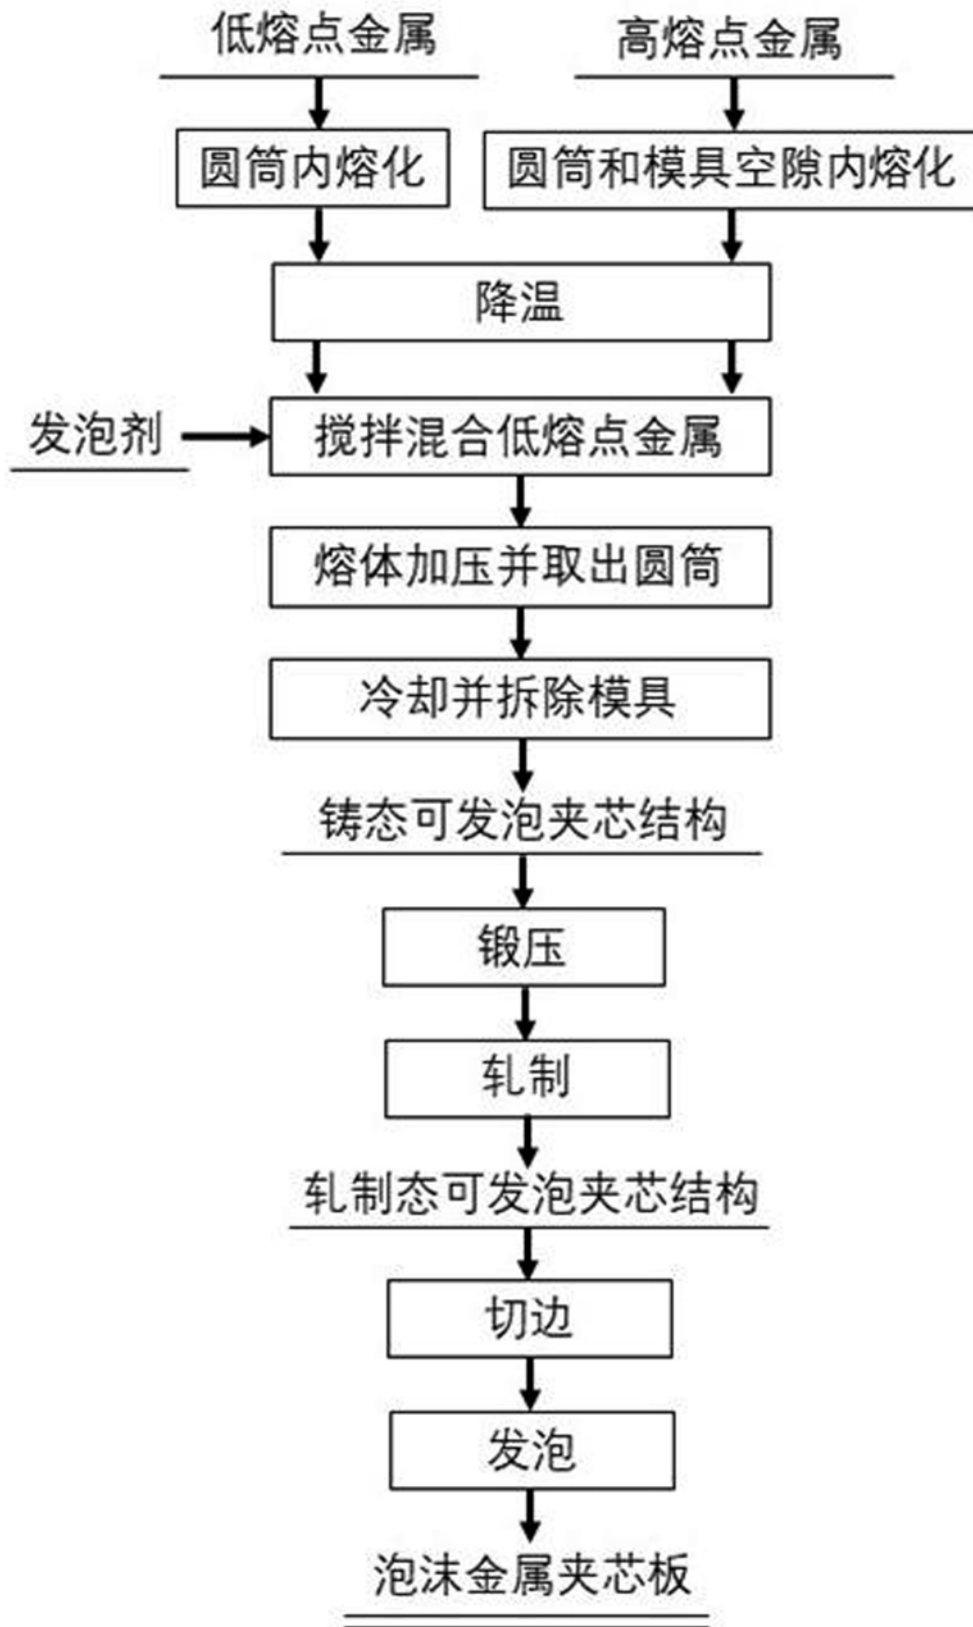 低熔点金属
高熔点金属
圆筒内熔化
圆筒和模具空隙内熔化
降温
发泡剂
搅拌混合低熔点金属
熔体加压并取出圆筒
冷却并拆除模具
铸态可发泡夹芯结构
锻压
轧制
轧制态可发泡夹芯结构
切边
发泡
泡沫金属夹芯板